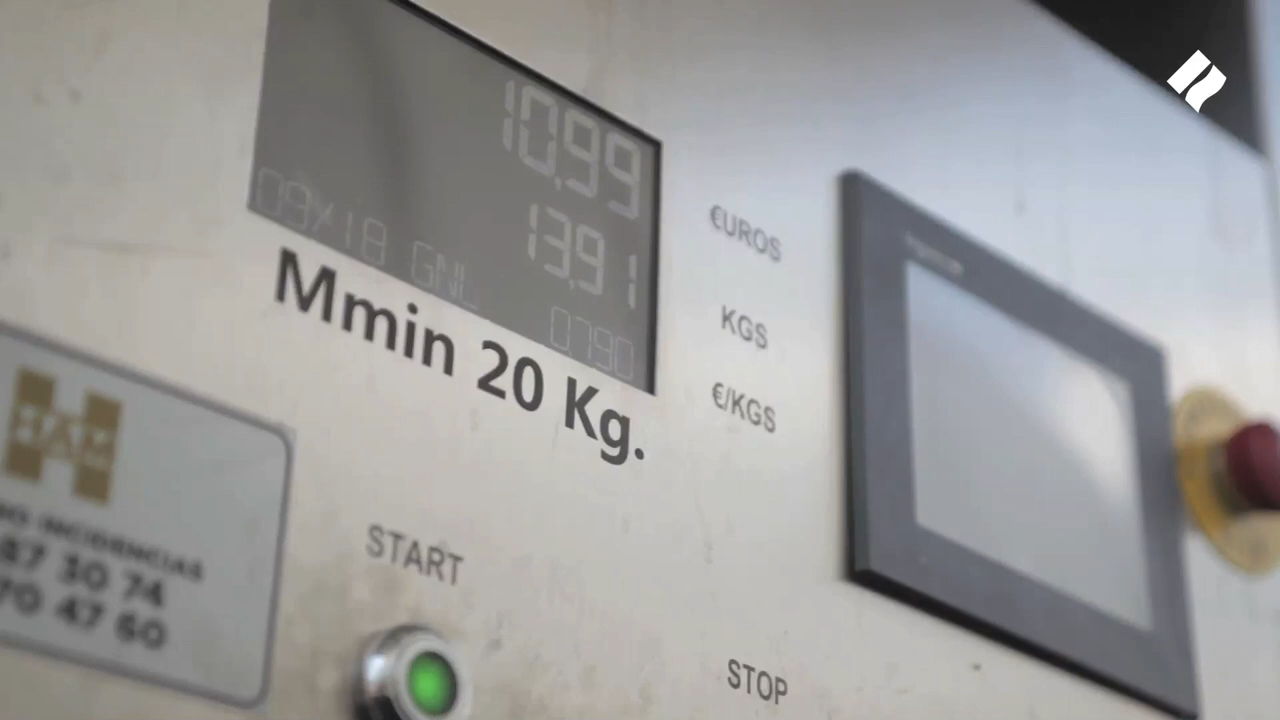 10,99
13,91
09/18 GNL 0790
Mmin 20 Kg.
€UROS
KGS
€/KGS
HAM
INCIDENCIAS
87 30 74
70 47 60
START
STOP